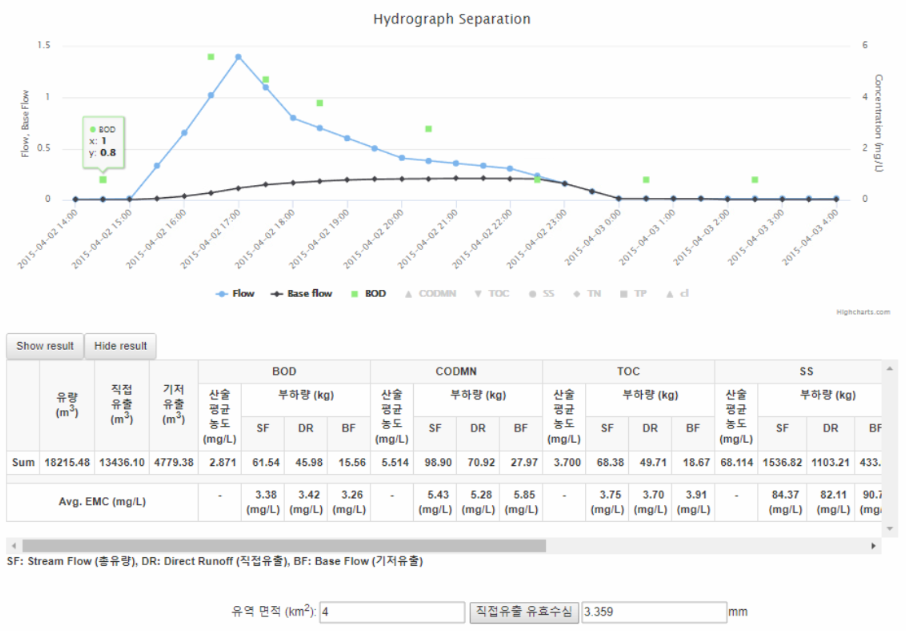 Hydrograph Separation
1.5
1
0.5
0
Flow, Base Flow
6
4
2
0
Concentration (mg/L)
BOD
x: 1
y: 0.8
2015-04-02 14:00
2015-04-02 15:00
2015-04-02 16:00
2015-04-02 17:00
2015-04-02 18:00
2015-04-02 19:00
2015-04-02 20:00
2015-04-02 21:00
2015-04-02 22:00
2015-04-02 23:00
2015-04-03 0:00
2015-04-03 1:00
2015-04-03 2:00
2015-04-03 3:00
2015-04-03 4:00
Flow Base flow BOD CODMN TOC SS TN TP cl
Highcharts.com
Show result Hide result
유량 (m3) 직접 유출 (m3) 기저 유출 (m3) BOD CODMN TOC SS
산술 평균 농도 (mg/L) 부하량 (kg) 산술 평균 농도 (mg/L) 부하량 (kg) 산술 평균 농도 (mg/L) 부하량 (kg) 산술 평균 농도 (mg/L) 부하량 (kg)
SF DR BF SF DR BF SF DR BF SF DR BF
Sum 18215.48 13436.10 4779.38 2.871 61.54 45.98 15.56 5.514 98.90 70.92 27.97 3.700 68.38 49.71 18.67 68.114 1536.82 1103.21 433.
Avg. EMC (mg/L) - 3.38 (mg/L) 3.42 (mg/L) 3.26 (mg/L) - 5.43 (mg/L) 5.28 (mg/L) 5.85 (mg/L) - 3.75 (mg/L) 3.70 (mg/L) 3.91 (mg/L) - 84.37 (mg/L) 82.11 (mg/L)
SF: Stream Flow (총유량), DR: Direct Runoff (직접유출), BF: Base Flow (기저유출)
유역 면적 (km2): 4 직접유출 유효수심 3.359 mm